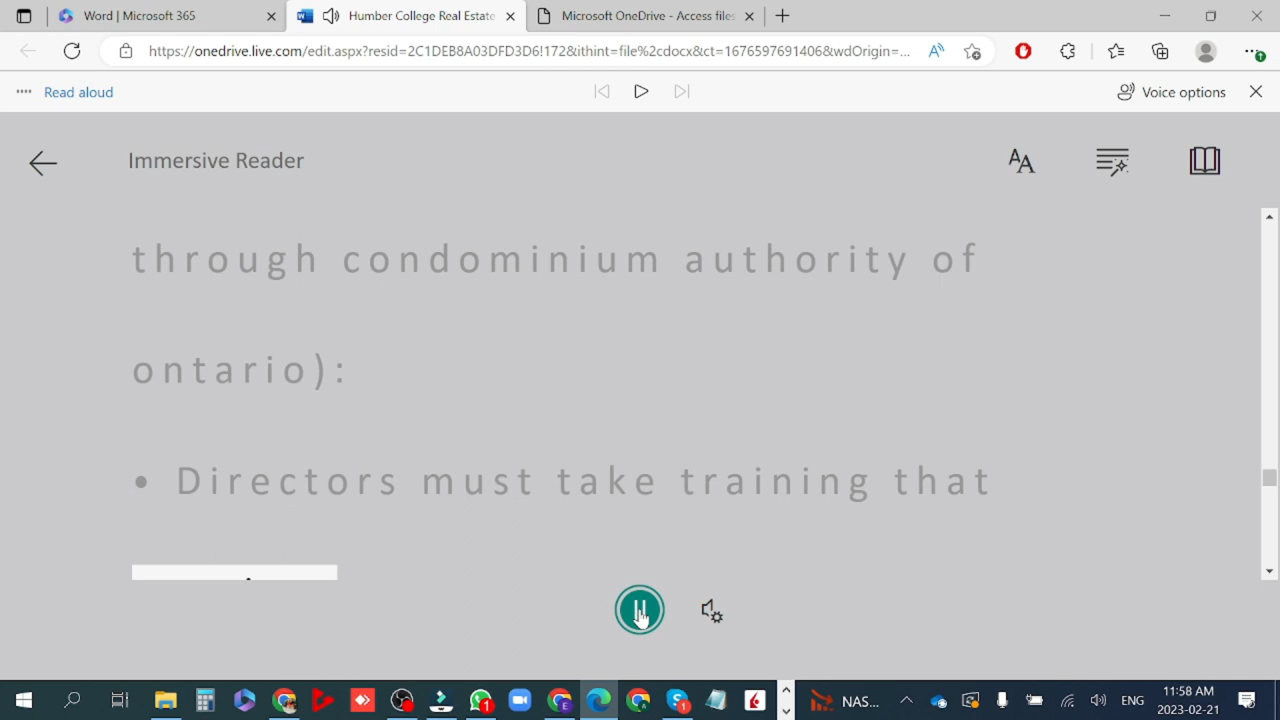 Word | Microsoft 365
Humber College Real Estate
Microsoft OneDrive - Access files
https://onedrive.live.com/edit.aspx?resid=2C1DEB8A03DFD3D6!172&ithint=file%2cdocx&ct=1676597691406&wdOrigin=...
Read aloud
Voice options
Immersive Reader
through condominium authority of
ontario):
• Directors must take training that
NAS...
ENG
11:58 AM
2023-02-21